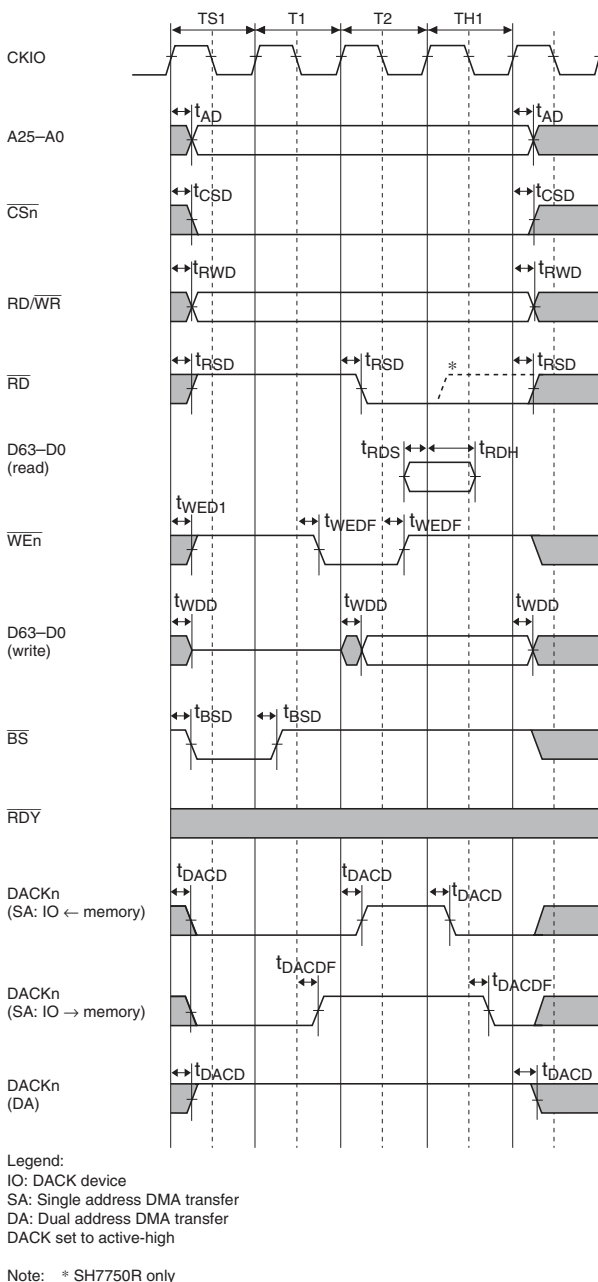 TS1 T1 T2 TH1
CKIO
tAD tAD
A25–A0
tCSD tCSD
CSn
tRWD tRWD
RD/WR
tRSD tRSD * tRSD
RD
D63–D0
(read)
tRDS tRDH
tWED1 tWEDF tWEDF
WEn
tWDD tWDD tWDD
D63–D0
(write)
tBSD tBSD
BS
RDY
tDACD tDACD tDACD
DACKn
(SA: IO ← memory)
tDACDF tDACDF
DACKn
(SA: IO → memory)
tDACD tDACD
DACKn
(DA)
Legend:
IO: DACK device
SA: Single address DMA transfer
DA: Dual address DMA transfer
DACK set to active-high
Note: * SH7750R only